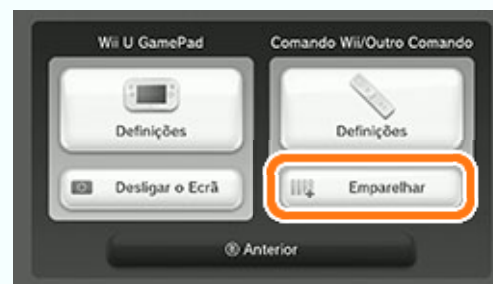 Wii U GamePad
Comando Wii/Outro Comando
Definições
Definições
Desligar o Ecrã
Emparelhar
Ⓑ Anterior